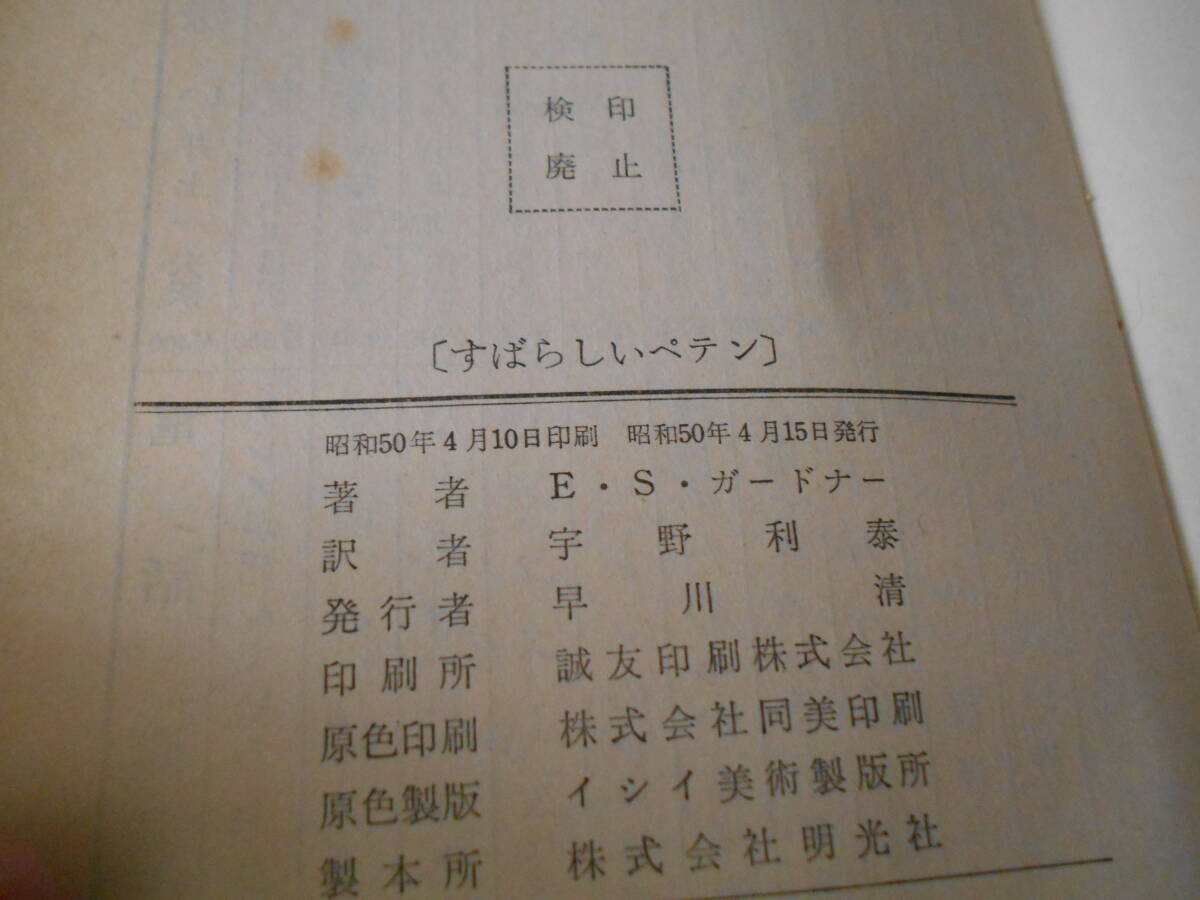 検印
廃止
〔すばらしいペテン〕
昭和50年4月10日印刷 昭和50年4月15日発行
著者 E・S・ガードナー
訳者 宇野利泰
発行者 早川清
印刷所 誠友印刷株式会社
原色印刷 株式会社同美印刷
原色製版 イシイ美術製版所
製本所 株式会社明光社